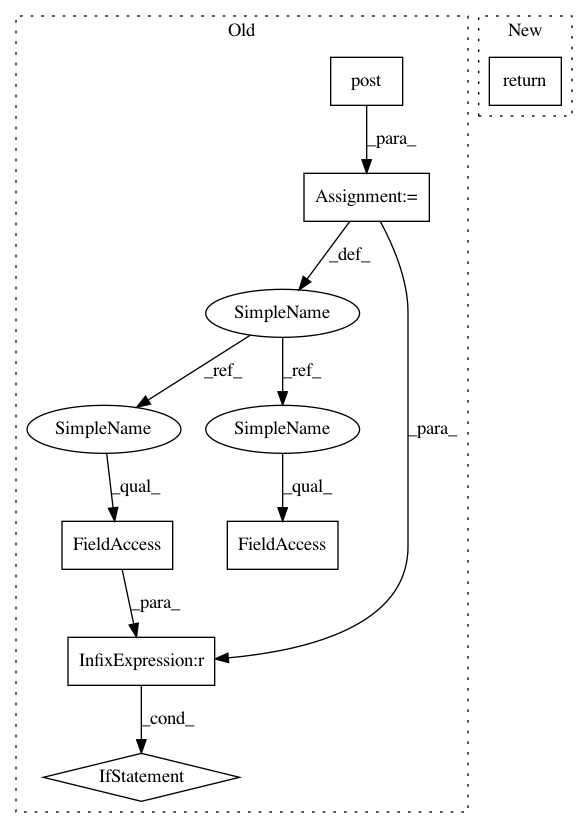 Old
New
post
return
_para_
Assignment:=
_def_
SimpleName
_ref_
_ref_
SimpleName
SimpleName
_para_
_qual_
_qual_
FieldAccess
FieldAccess
_para_
InfixExpression:r
_cond_
IfStatement